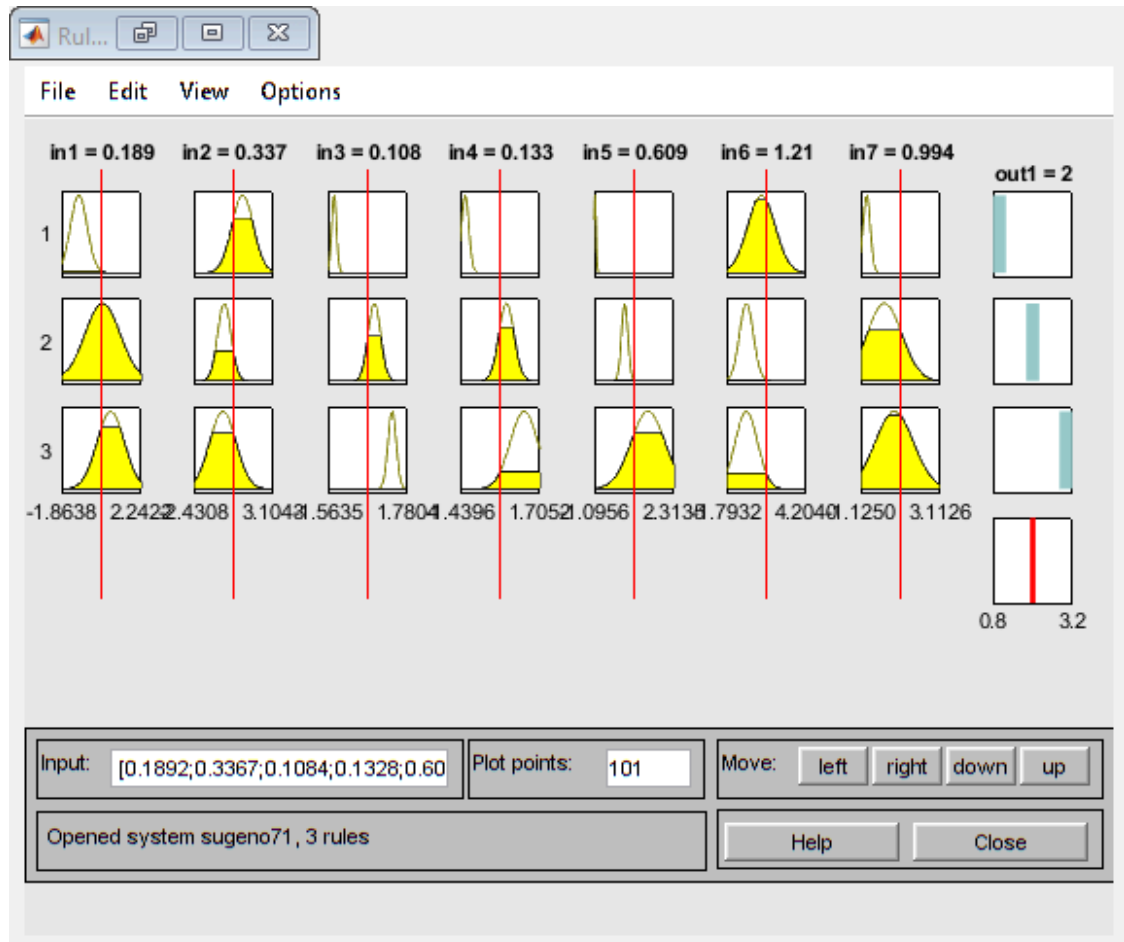 Rul...
File Edit View Options
in1 = 0.189 in2 = 0.337 in3 = 0.108 in4 = 0.133 in5 = 0.609 in6 = 1.21 in7 = 0.994
out1 = 2
1
2
3
-1.8638 2.2422 2.4308 3.1043 1.5635 1.7804 1.4396 1.7052 1.0956 2.3138 1.7932 4.2040 1.1250 3.1126
0.8 3.2
Input: [0.1892;0.3367;0.1084;0.1328;0.60 Plot points: 101 Move: left right down up
Opened system sugeno71, 3 rules Help Close